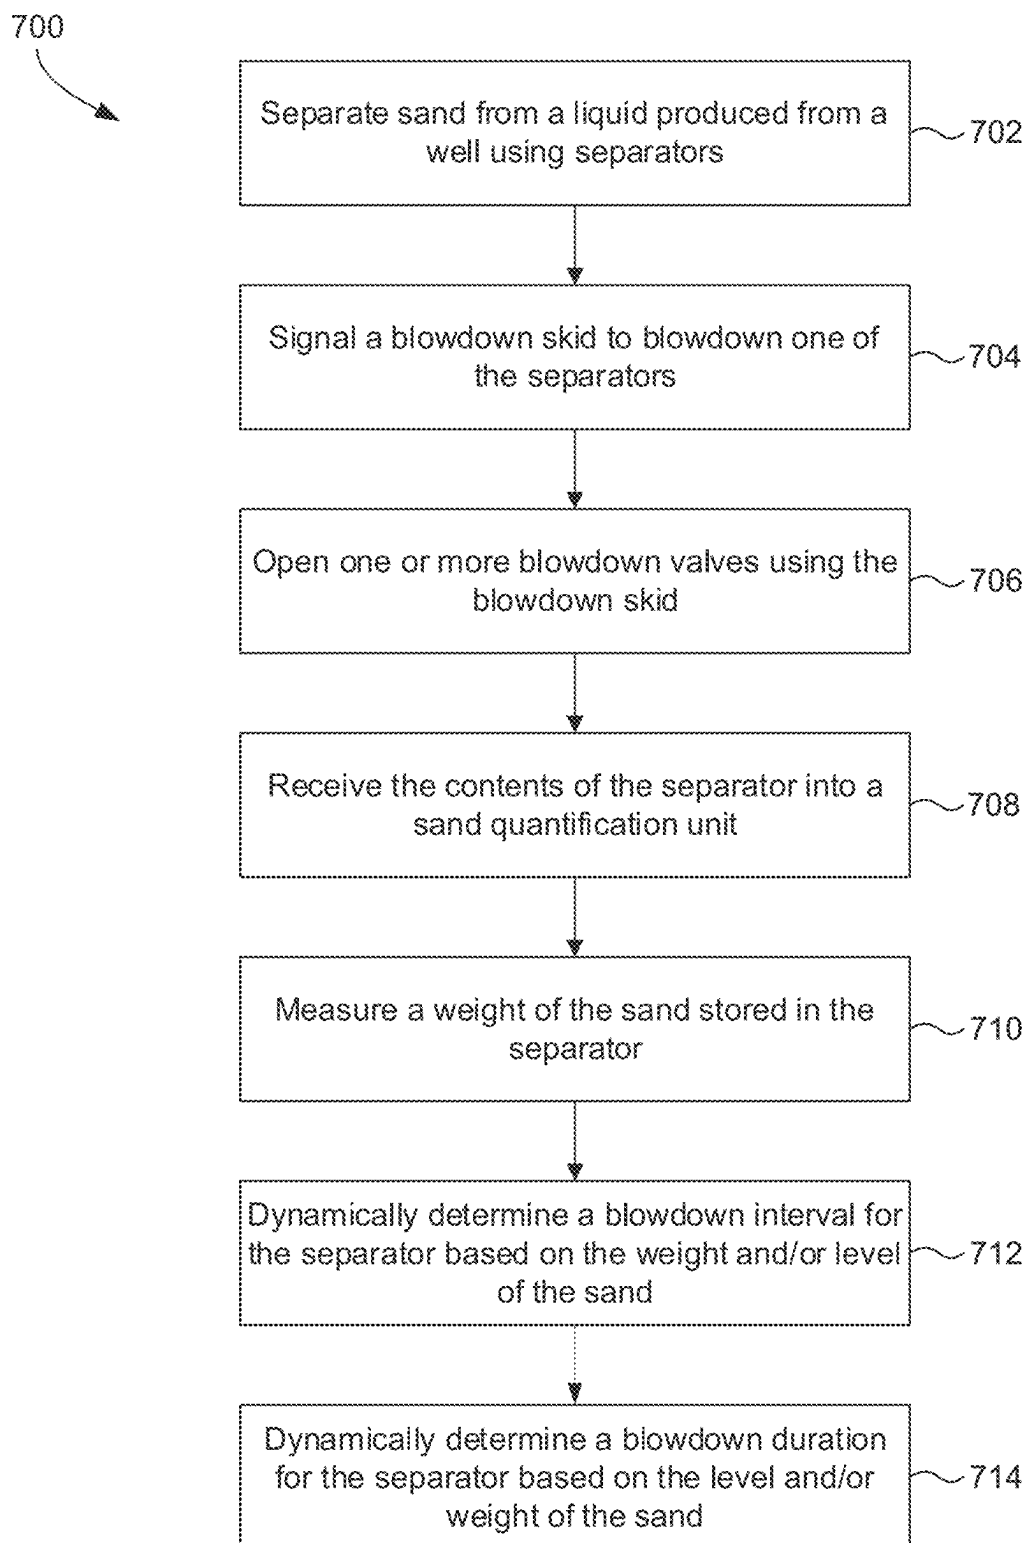 700
Separate sand from a liquid produced from a
well using separators
702
Signal a blowdown skid to blowdown one of
the separators
704
Open one or more blowdown valves using the
blowdown skid
706
Receive the contents of the separator into a
sand quantification unit
708
Measure a weight of the sand stored in the
separator
710
Dynamically determine a blowdown interval for
the separator based on the weight and/or level
of the sand
712
Dynamically determine a blowdown duration
for the separator based on the level and/or
weight of the sand
714